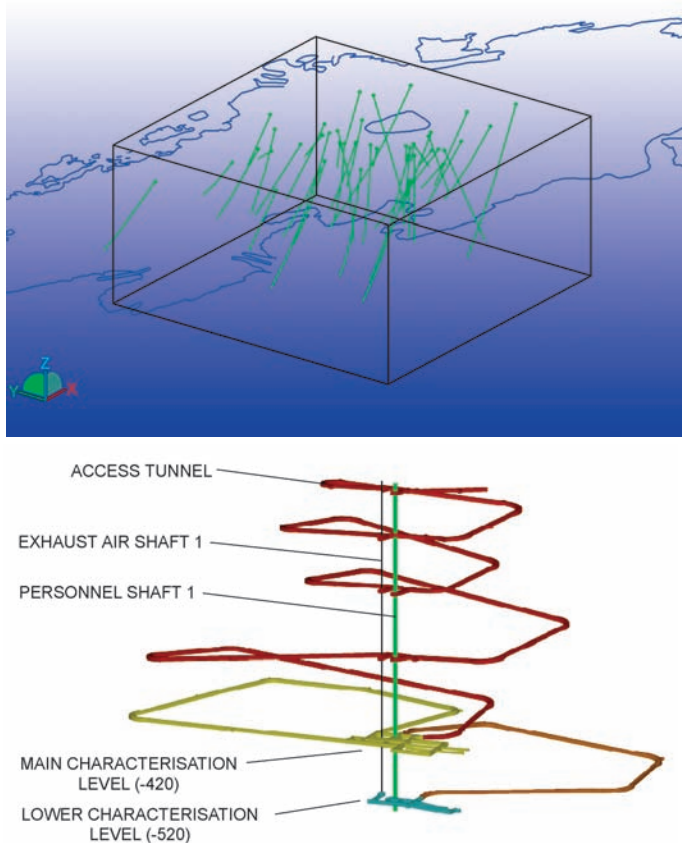 Z
Y
X
ACCESS TUNNEL
EXHAUST AIR SHAFT 1
PERSONNEL SHAFT 1
MAIN CHARACTERISATION
LEVEL (-420)
LOWER CHARACTERISATION
LEVEL (-520)